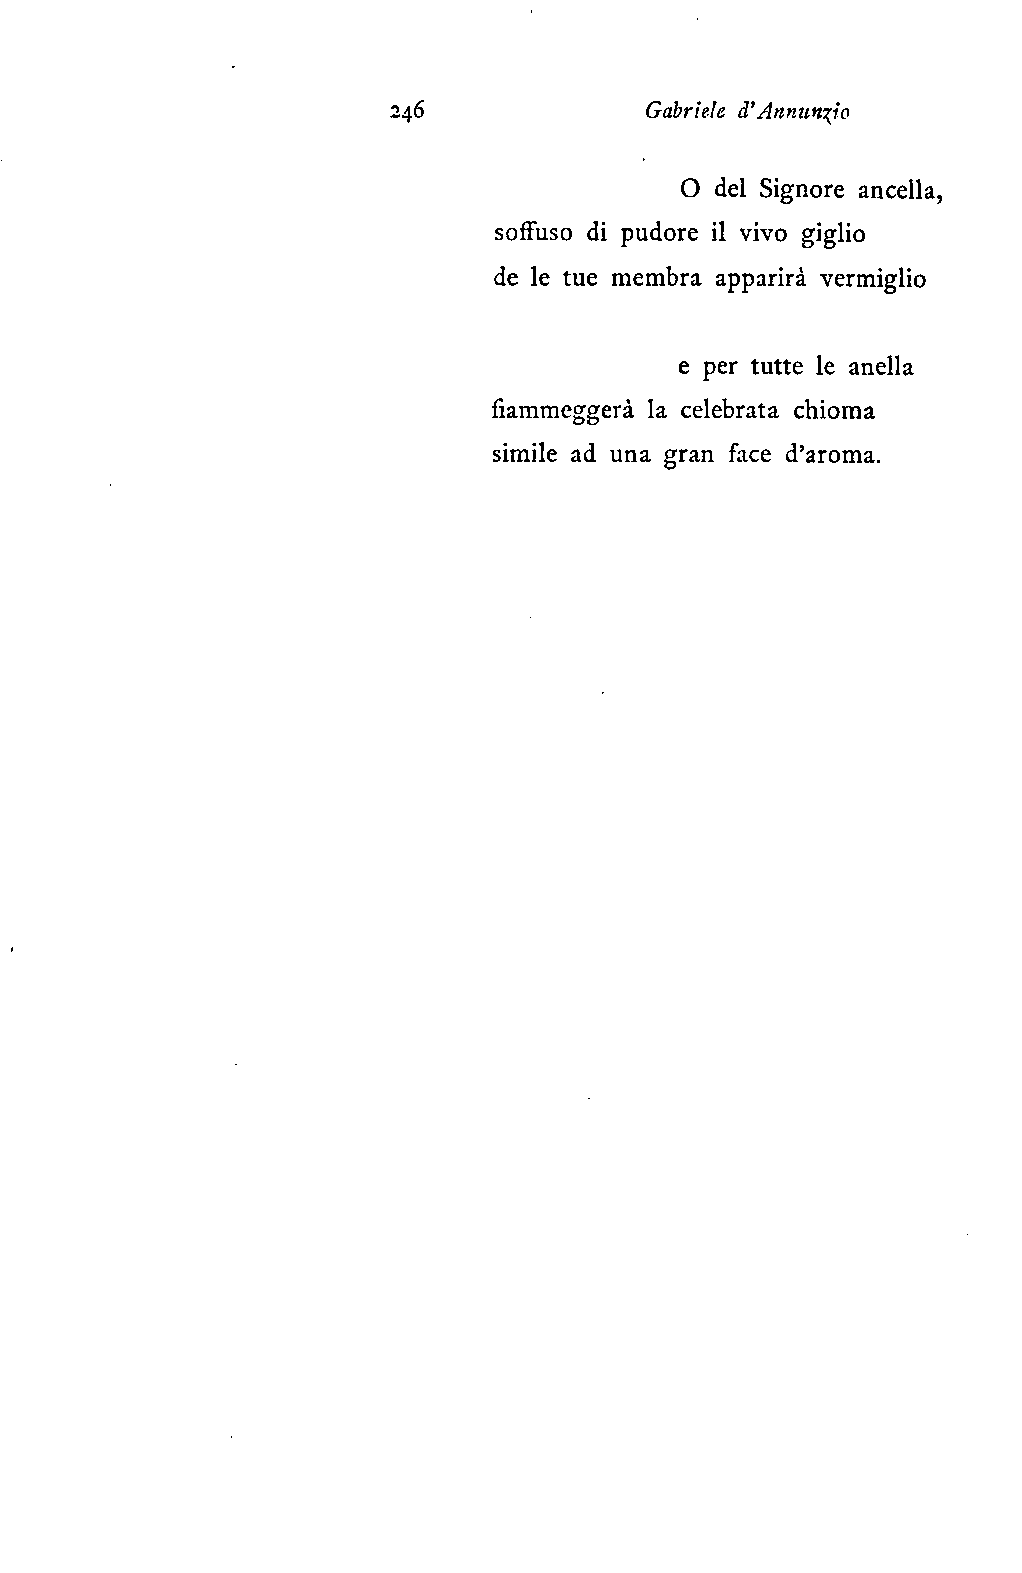 246 Gabriele d'Annunzio
O del Signore ancella,
soffuso di pudore il vivo giglio
de le tue membra apparirà vermiglio
e per tutte le anella
fiammeggerà la celebrata chioma
simile ad una gran face d'aroma.